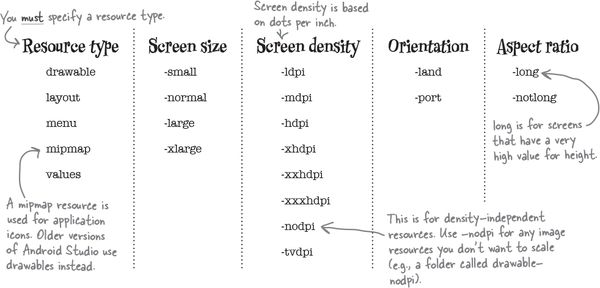 You must specify a resource type.
Screen density is based
on dots per inch.
Resource type
drawable
layout
menu
mipmap
values
A mipmap resource is
used for application
icons. Older versions
of Android Studio use
drawables instead.
Screen size
-small
-normal
-large
-xlarge
Screen density
-ldpi
-mdpi
-hdpi
-xhdpi
-xxhdpi
-xxxhdpi
-nodpi
-tvdpi
This is for density-independent
resources. Use -nodpi for any image
resources you don't want to scale
(e.g., a folder called drawable-
nodpi).
Orientation
-land
-port
Aspect ratio
-long
-notlong
long is for screens
that have a very
high value for height.